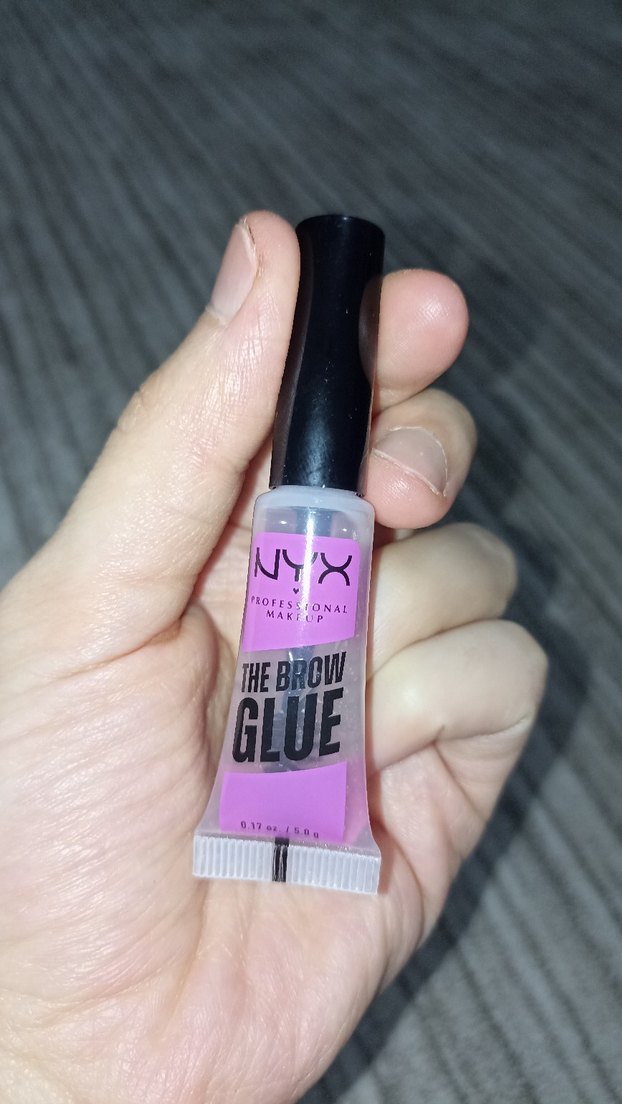 NYX
PROFESSIONAL
MAKEUP
THE BROW
GLUE
0.17 oz. / 5.0 g